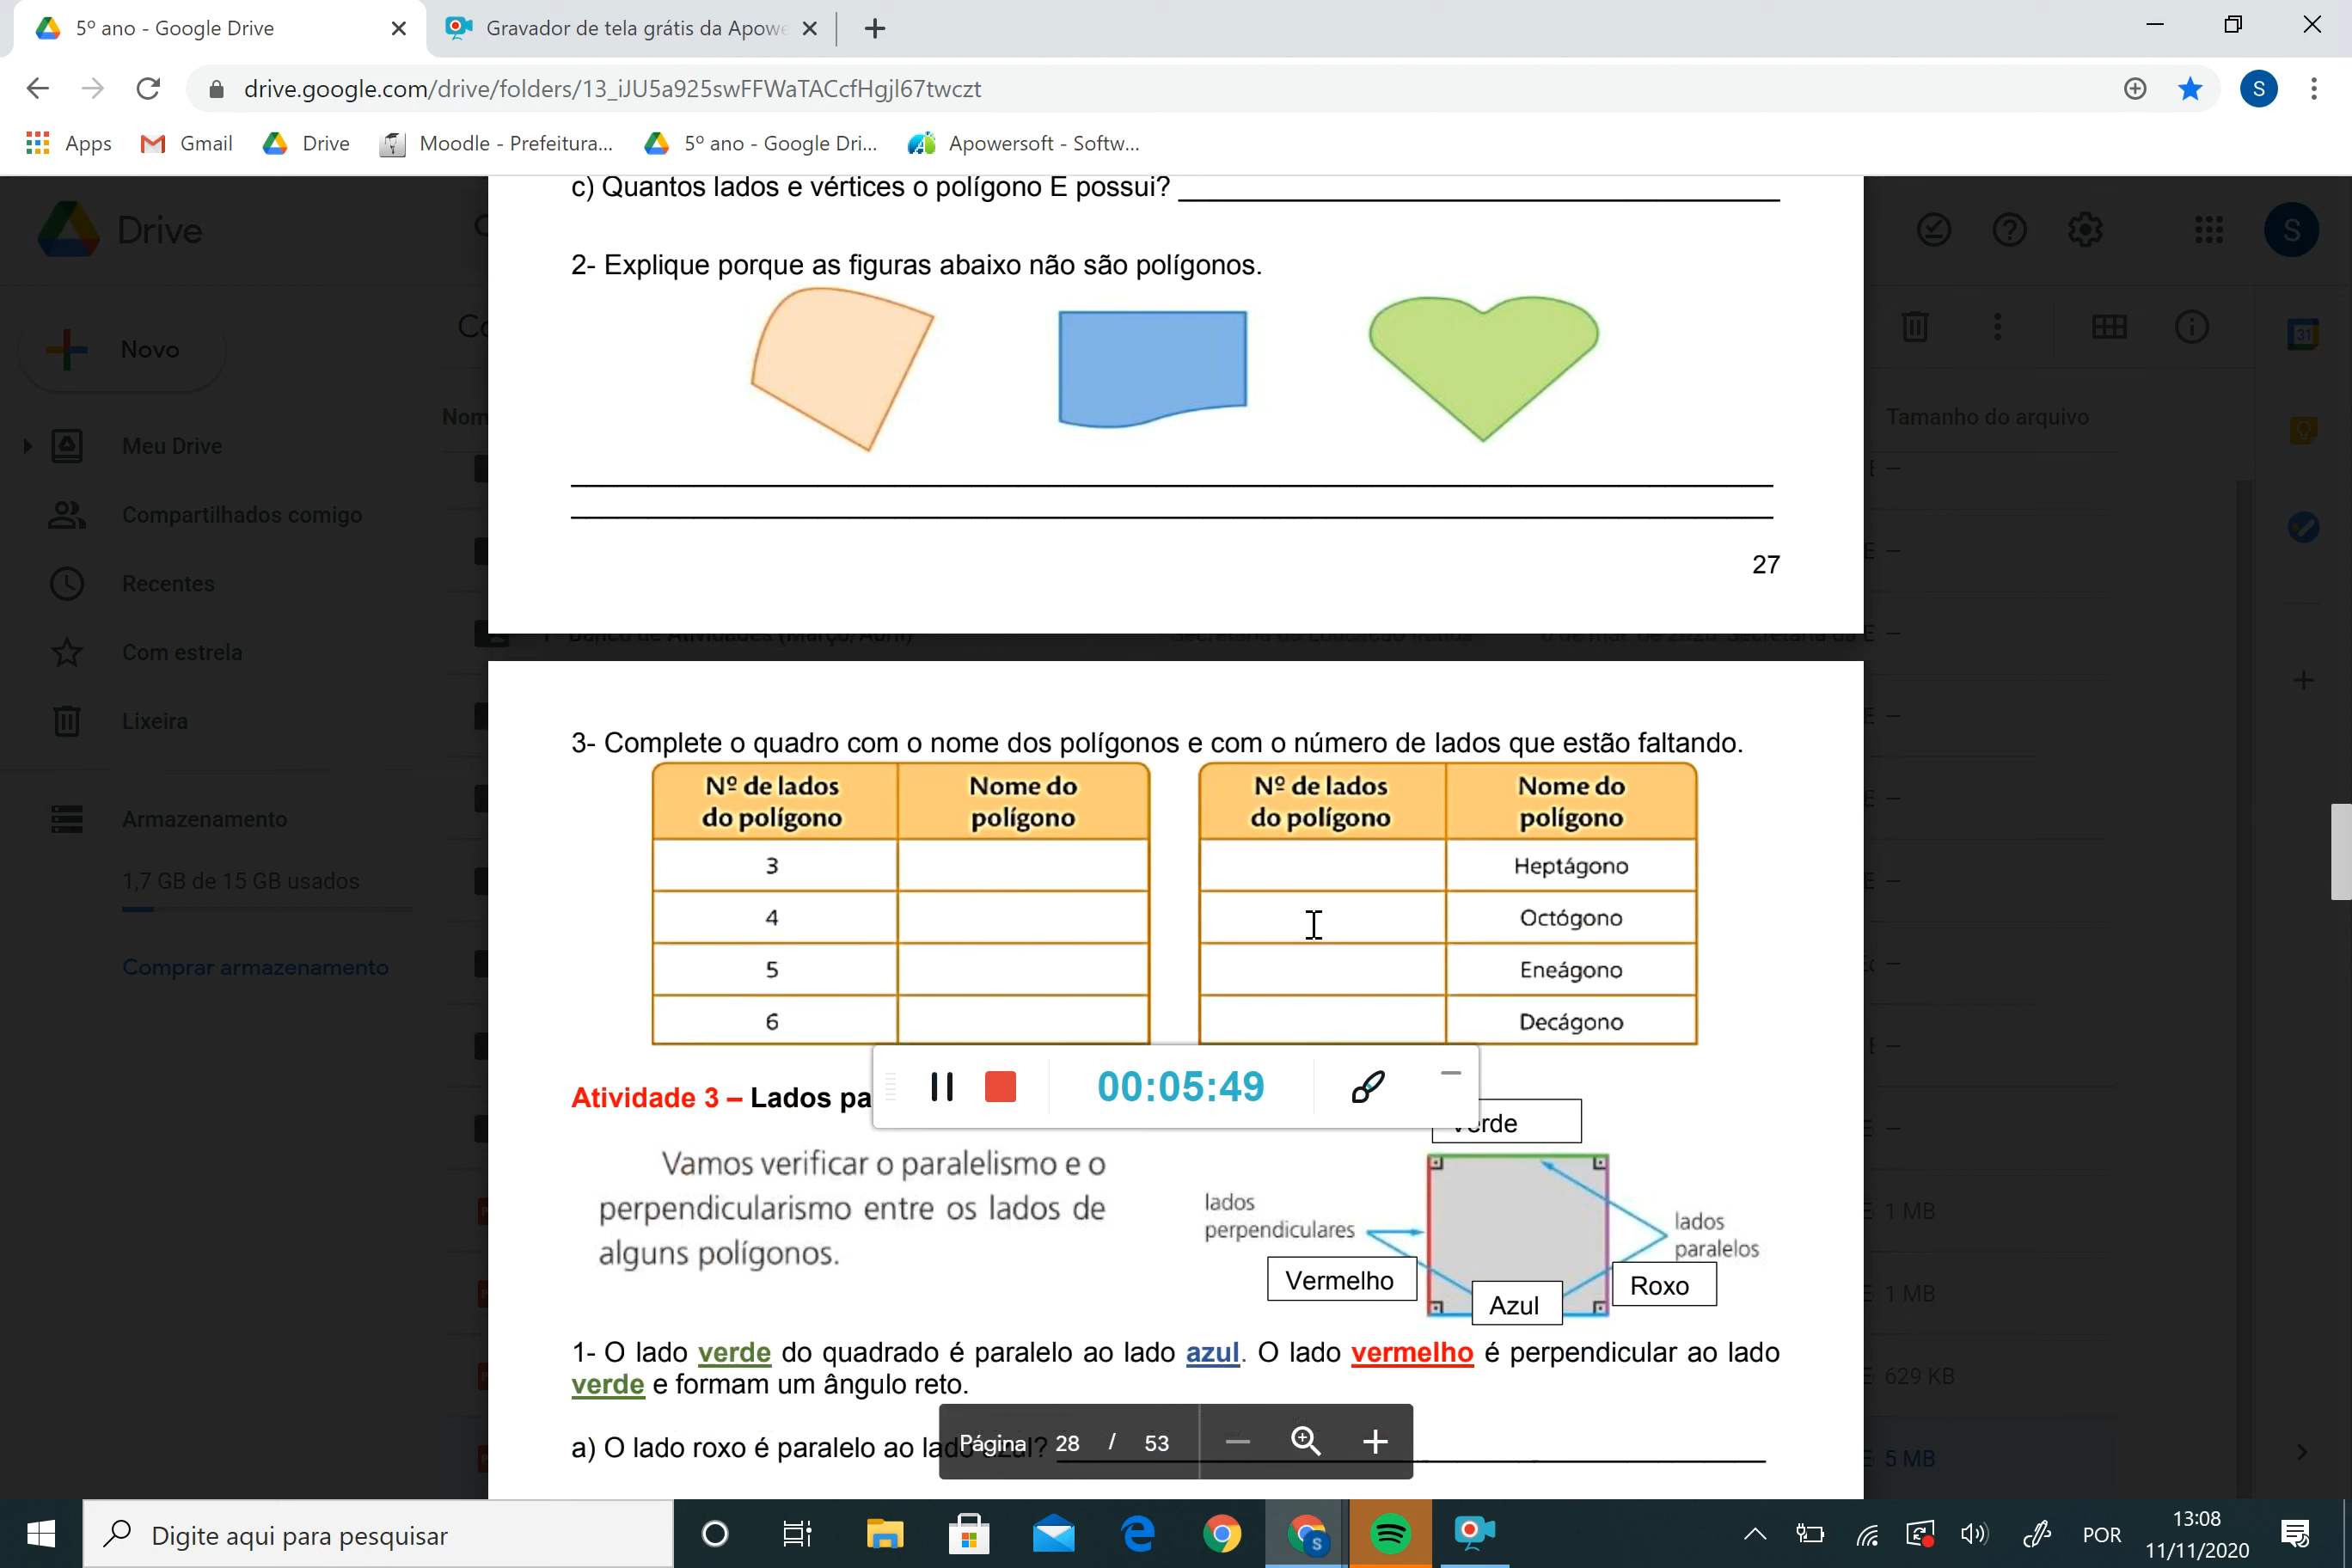 5º ano - Google Drive
Gravador de tela grátis da Apowe
drive.google.com/drive/folders/13_iJU5a925swFFWaTACcfHgjl67twczt
S
Apps
Gmail
Drive
Moodle - Prefeitura...
5º ano - Google Dri...
Apowersoft - Softw...
Drive
S
Novo
Nom
Tamanho do arquivo
Meu Drive
Compartilhados comigo
Recentes
Com estrela
Lixeira
Armazenamento
1,7 GB de 15 GB usados
Comprar armazenamento
31
c) Quantos lados e vértices o polígono E possui?
2- Explique porque as figuras abaixo não são polígonos.
27
3- Complete o quadro com o nome dos polígonos e com o número de lados que estão faltando.
Nº de lados do polígono
Nome do polígono
3
4
5
6
Nº de lados do polígono
Nome do polígono
Heptágono
Octógono
Eneágono
Decágono
00:05:49
Atividade 3 – Lados pa
Vamos verificar o paralelismo e o
perpendicularismo entre os lados de
alguns polígonos.
verde
lados
perpendiculares
lados
paralelos
Vermelho
Azul
Roxo
1- O lado verde do quadrado é paralelo ao lado azul. O lado vermelho é perpendicular ao lado
verde e formam um ângulo reto.
a) O lado roxo é paralelo ao lado azul?
Página 28 / 53
1 MB
1 MB
629 KB
5 MB
Digite aqui para pesquisar
S
POR
13:08
11/11/2020